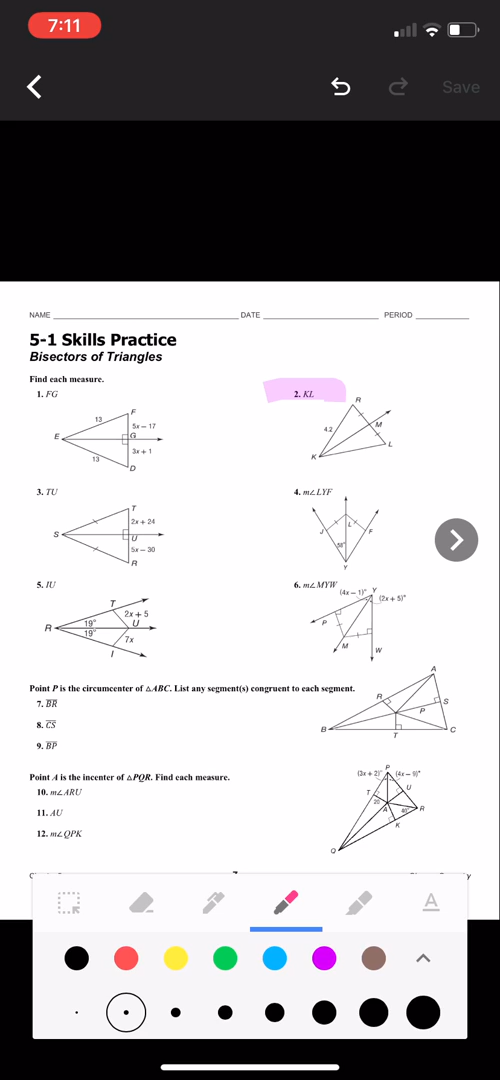 7:11
Save
NAME DATE PERIOD
5-1 Skills Practice
Bisectors of Triangles
Find each measure.
1. FG
2. KL
F
13
5x − 17
E
G
3x + 1
13
D
R
M
4.2
L
K
3. TU
4. m∠LYF
T
2x + 24
S
U
5x − 30
R
L
J
F
58°
Y
5. IU
6. m∠MYW
T
2x + 5
R
19°
U
19°
7x
I
(4x − 1)° Y
(2x + 5)°
P
M
W
Point P is the circumcenter of △ABC. List any segment(s) congruent to each segment.
7. BR
8. CS
9. BP
A
R
S
P
B
T
C
Point A is the incenter of △PQR. Find each measure.
10. m∠ARU
11. AU
12. m∠QPK
P
(3x + 2)° (4x − 9)°
T
U
20
A
40°
R
K
Q
A